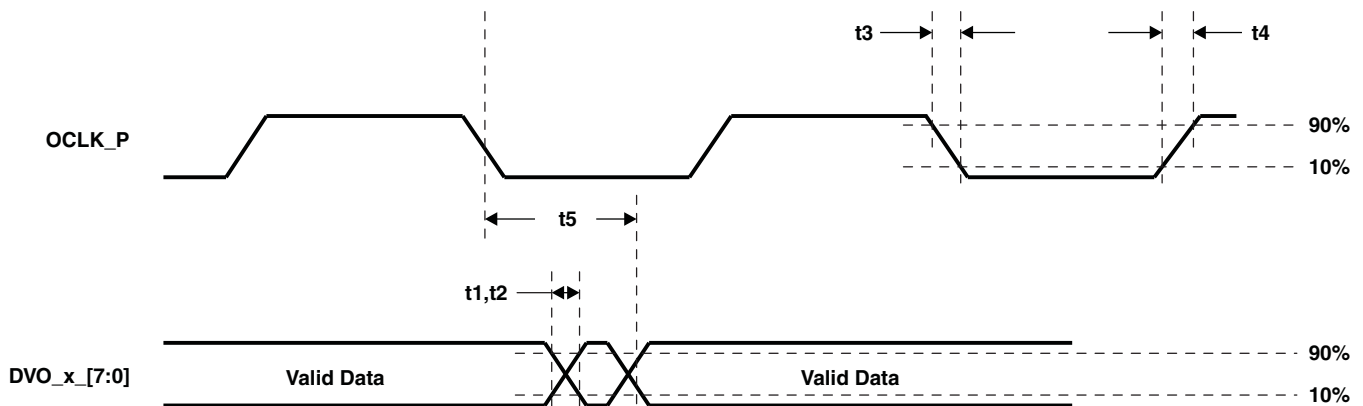 t3
t4
OCLK_P
90%
10%
t5
t1,t2
DVO_x_[7:0]
Valid Data
Valid Data
90%
10%